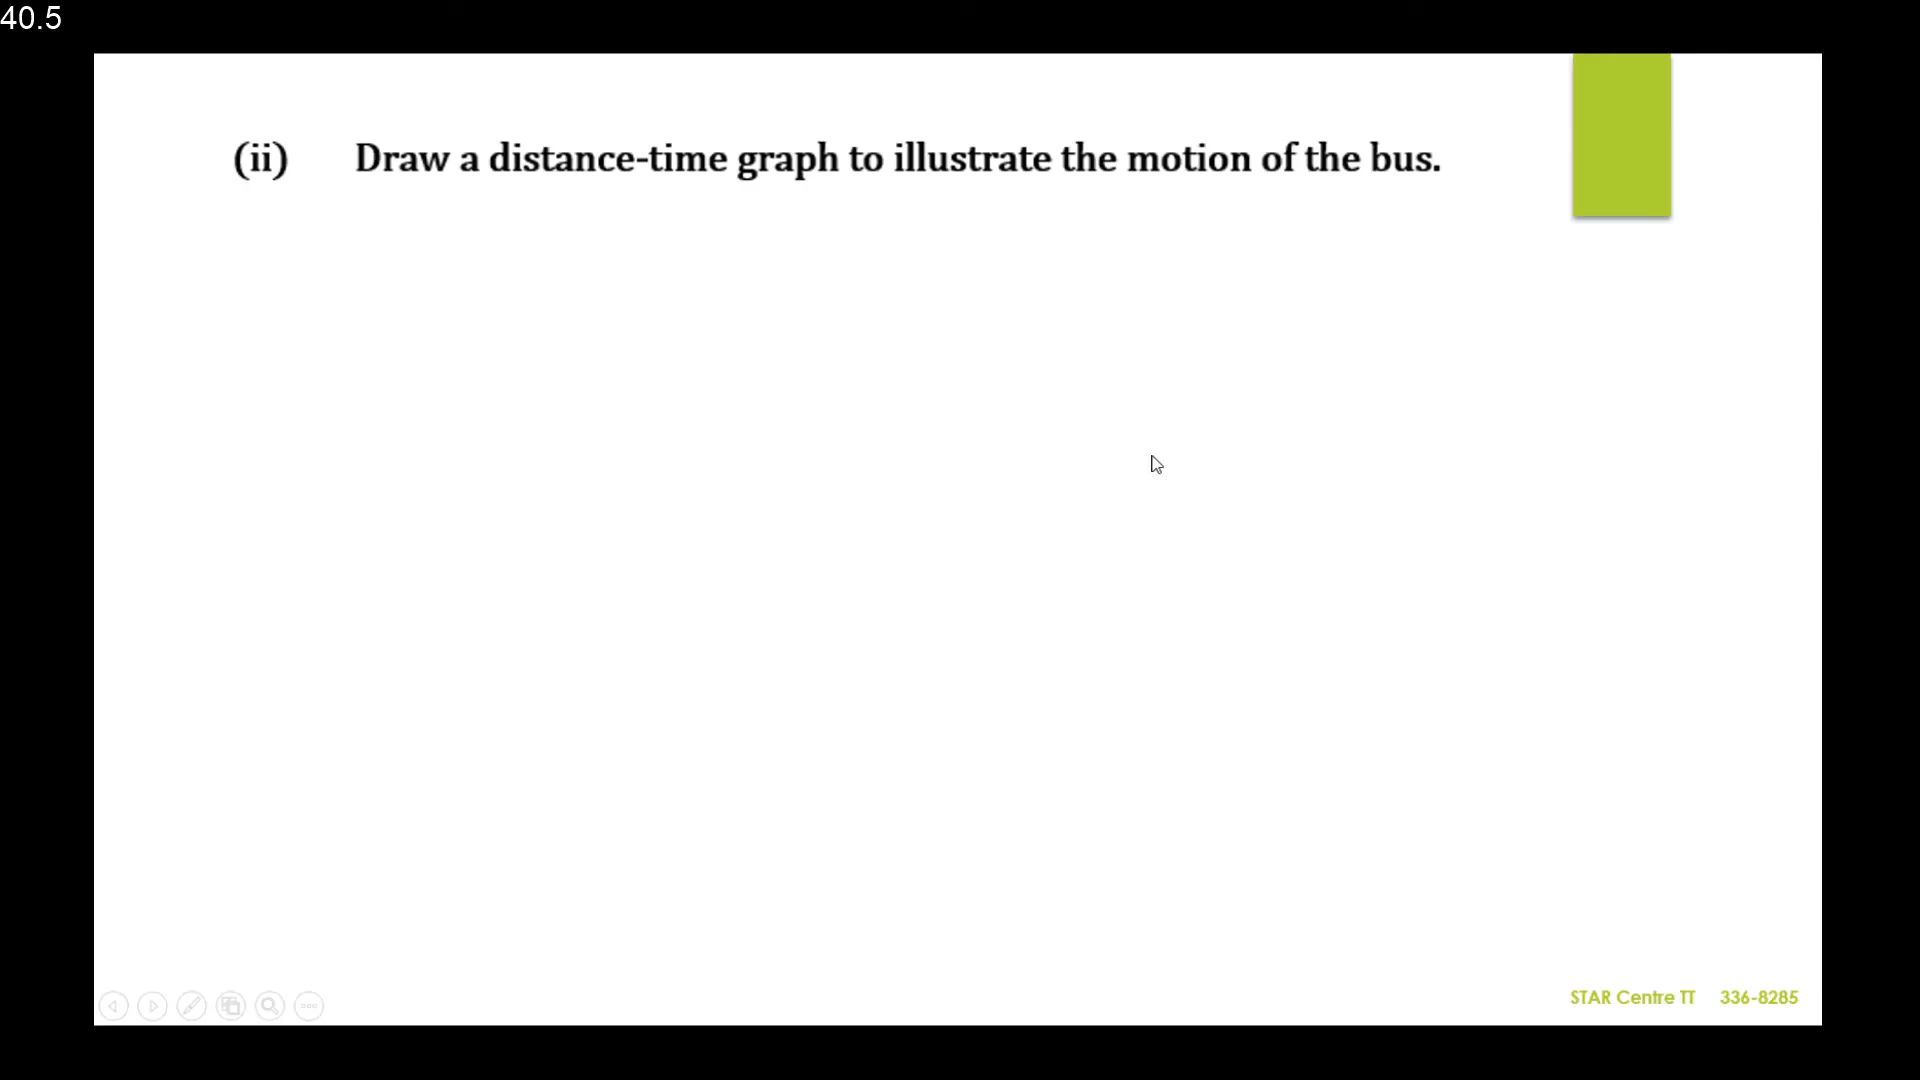 40.5
(ii) Draw a distance-time graph to illustrate the motion of the bus.
STAR Centre TT 336-8285